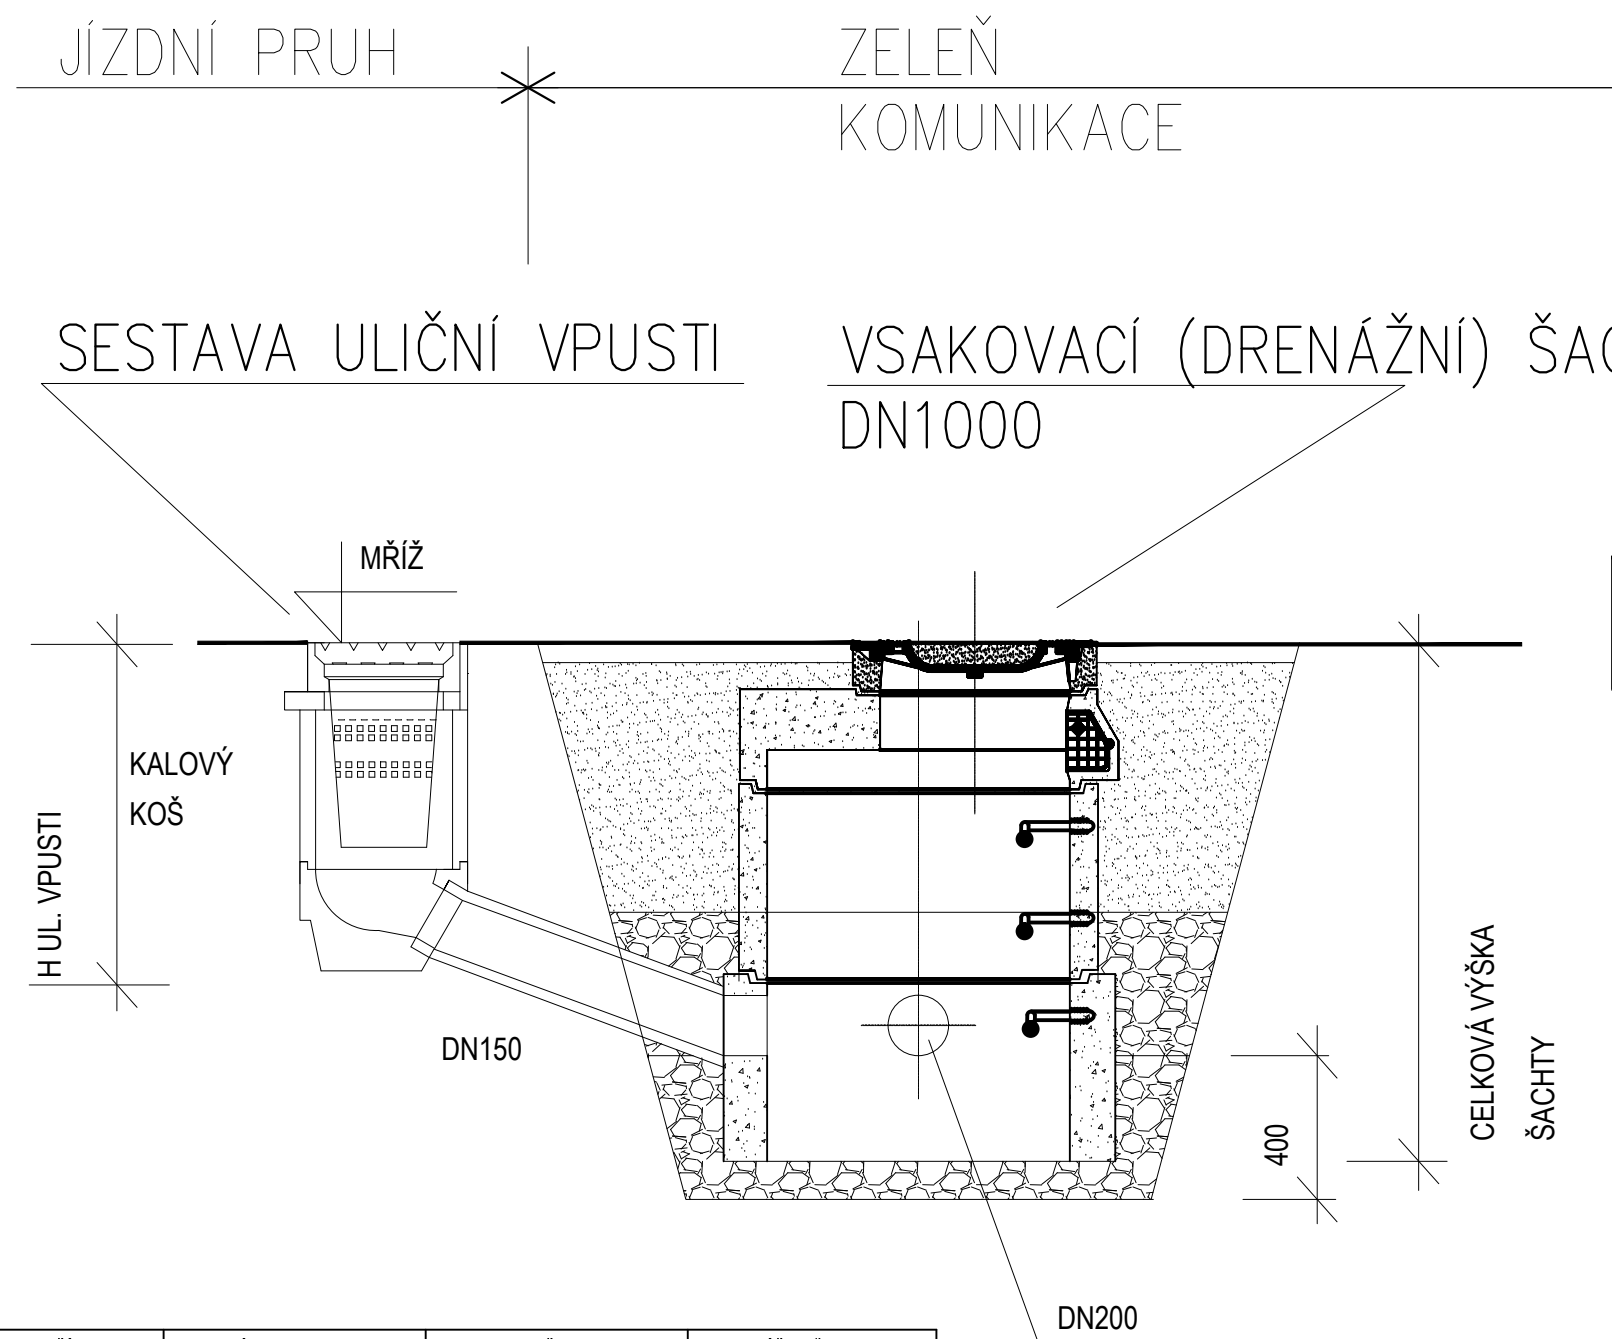 JÍZDNÍ PRUH
ZELEŇ
KOMUNIKACE
SESTAVA ULIČNÍ VPUSTI
VSAKOVACÍ (DRENÁŽNÍ)
DN1000
MŘÍŽ
KALOVÝ
KOŠ
H UL. VPUSTI
DN150
400
CELKOVÁ VÝŠKA
ŠACHTY
DN200